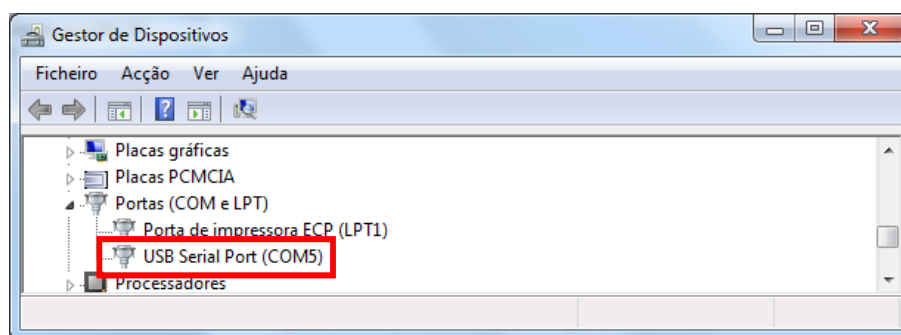 Gestor de Dispositivos
Ficheiro Acção Ver Ajuda
Placas gráficas
Placas PCMCIA
Portas (COM e LPT)
Porta de impressora ECP (LPT1)
USB Serial Port (COM5)
Processadores